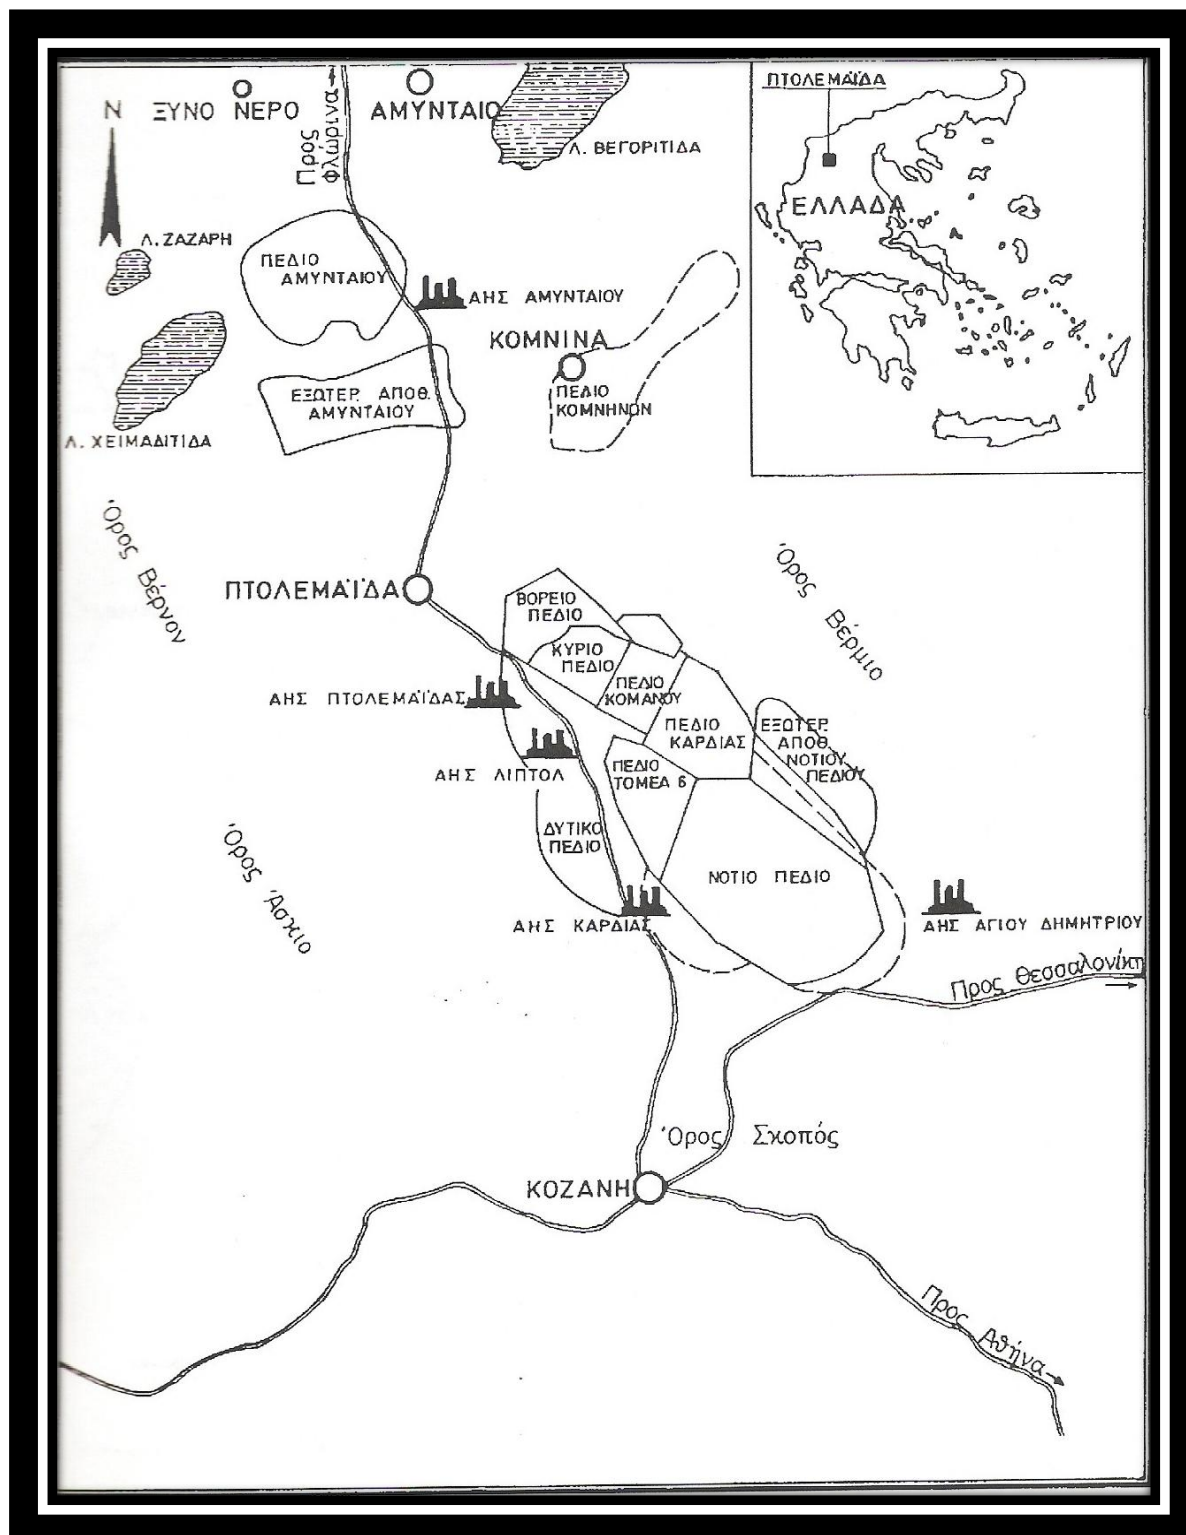 N
ΞΥΝΟ ΝΕΡΟ
Προς
Φλώρινα
ΑΜΥΝΤΑΙΟ
Λ. ΒΕΓΟΡΙΤΙΔΑ
ΠΤΟΛΕΜΑΪΔΑ
ΕΛΛΑΔΑ
Λ. ΖΑΖΑΡΗ
ΠΕΔΙΟ
ΑΜΥΝΤΑΙΟΥ
ΑΗΣ ΑΜΥΝΤΑΙΟΥ
ΚΟΜΝΙΝΑ
ΠΕΔΙΟ
ΚΟΜΝΗΝΩΝ
ΕΞΩΤΕΡ. ΑΠΟΘ.
ΑΜΥΝΤΑΙΟΥ
Λ. ΧΕΙΜΑΔΙΤΙΔΑ
Όρος Βέρνον
Όρος Βέρμιο
ΠΤΟΛΕΜΑΪΔΑ
ΒΟΡΕΙΟ
ΠΕΔΙΟ
ΚΥΡΙΟ
ΠΕΔΙΟ
ΠΕΔΙΟ
ΚΟΜΑΝΟΥ
ΑΗΣ ΠΤΟΛΕΜΑΪΔΑΣ
ΠΕΔΙΟ
ΚΑΡΔΙΑΣ
ΕΞΩΤΕΡ.
ΑΠΟΘ.
ΝΟΤΙΟΥ
ΠΕΔΙΟΥ
ΑΗΣ ΛΙΠΤΟΛ
ΠΕΔΙΟ
ΤΟΜΕΑ 6
ΔΥΤΙΚΟ
ΠΕΔΙΟ
Όρος Άσκιο
ΝΟΤΙΟ ΠΕΔΙΟ
ΑΗΣ ΚΑΡΔΙΑΣ
ΑΗΣ ΑΓΙΟΥ ΔΗΜΗΤΡΙΟΥ
Προς Θεσσαλονίκη
Όρος Σκοπός
ΚΟΖΑΝΗ
Προς Αθήνα